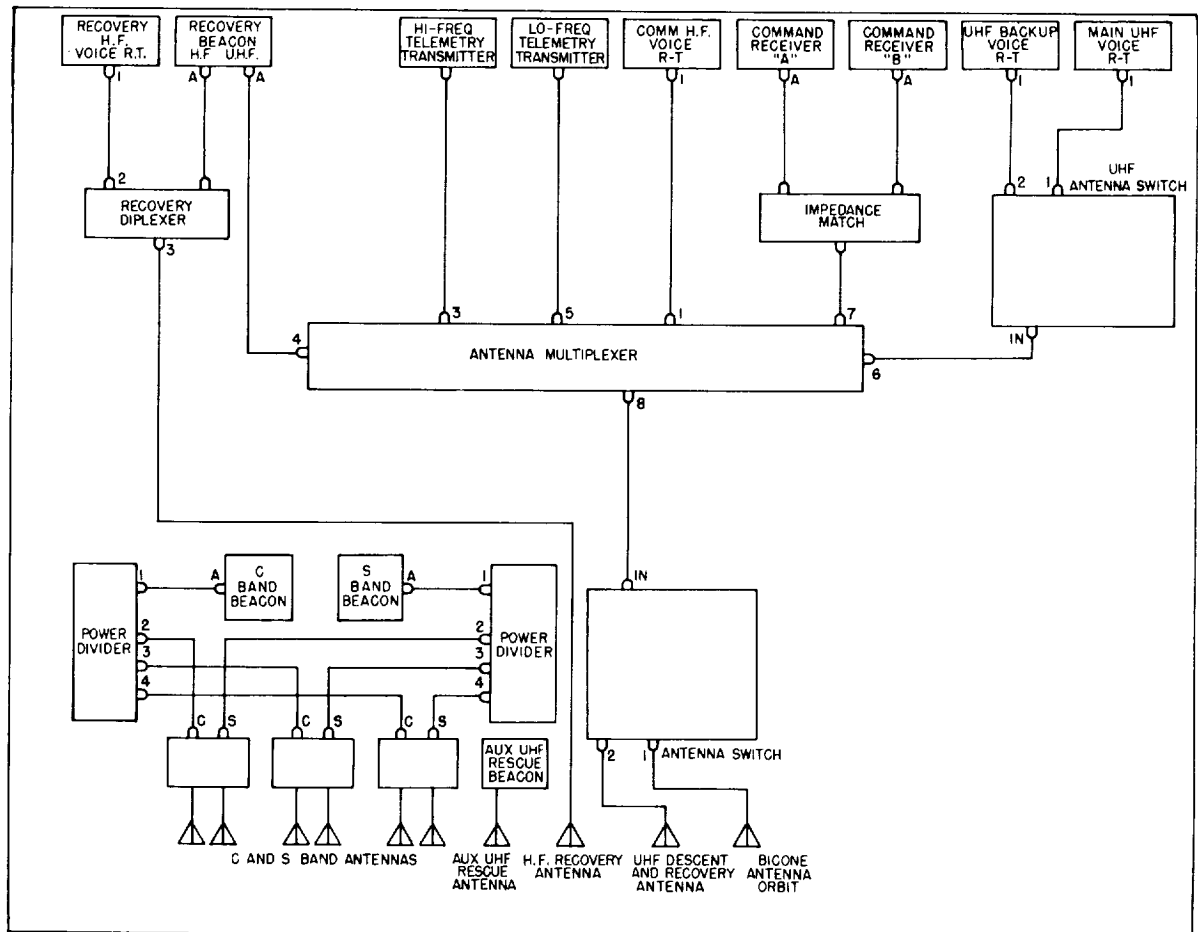 RECOVERY
H.F.
VOICE R.T.
RECOVERY
BEACON
H.F U.H.F.
HI-FREQ
TELEMETRY
TRANSMITTER
LO-FREQ
TELEMETRY
TRANSMITTER
COMM H.F.
VOICE
R-T
COMMAND
RECEIVER
"A"
COMMAND
RECEIVER
"B"
UHF BACKUP
VOICE
R-T
MAIN UHF
VOICE
R-T
1
A
A
1
A
A
1
1
2
RECOVERY
DIPLEXER
3
IMPEDANCE
MATCH
2
1
UHF
ANTENNA SWITCH
IN
3
5
1
7
4
ANTENNA MULTIPLEXER
6
8
POWER
DIVIDER
1
2
3
4
A
C
BAND
BEACON
S
BAND
BEACON
A
1
2
3
4
POWER
DIVIDER
IN
C
S
C
S
C
S
AUX UHF
RESCUE
BEACON
2
1
ANTENNA SWITCH
C AND S BAND ANTENNAS
AUX UHF
RESCUE
ANTENNA
H.F. RECOVERY
ANTENNA
UHF DESCENT
AND RECOVERY
ANTENNA
BICONE
ANTENNA
ORBIT